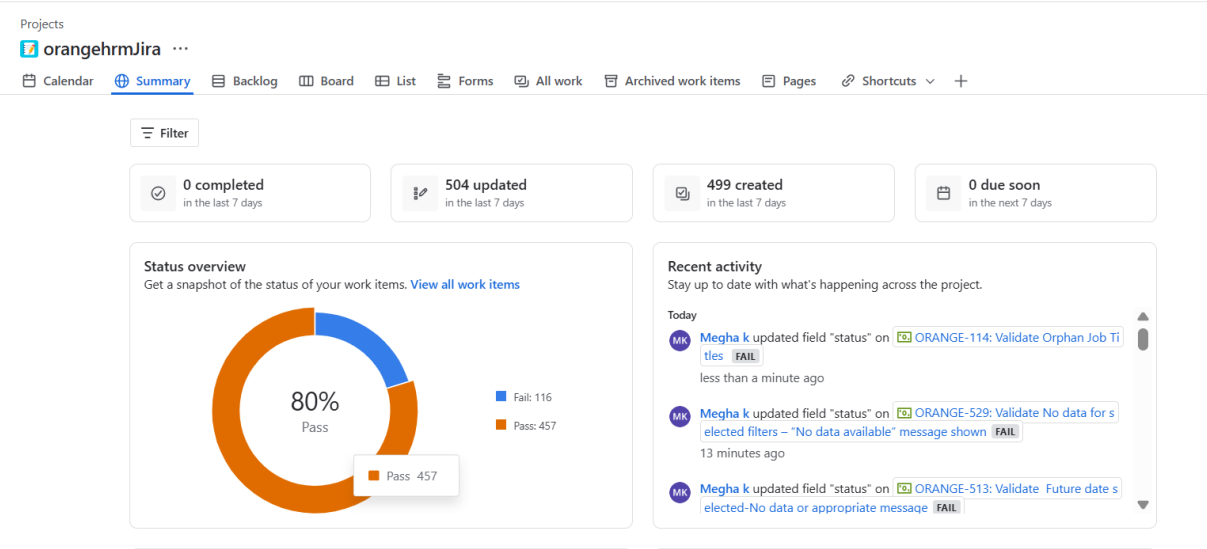 Projects
orangehrmJira
Calendar Summary Backlog Board List Forms All work Archived work items Pages Shortcuts
Filter
0 completed
in the last 7 days
504 updated
in the last 7 days
499 created
in the last 7 days
0 due soon
in the next 7 days
Status overview
Get a snapshot of the status of your work items. View all work items
80%
Pass
Fail: 116
Pass: 457
Pass 457
Recent activity
Stay up to date with what's happening across the project.
Today
MK
Megha k updated field "status" on ORANGE-114: Validate Orphan Job Ti
tles FAIL
less than a minute ago
MK
Megha k updated field "status" on ORANGE-529: Validate No data for s
elected filters – "No data available" message shown FAIL
13 minutes ago
MK
Megha k updated field "status" on ORANGE-513: Validate Future date s
elected-No data or appropriate message FAIL